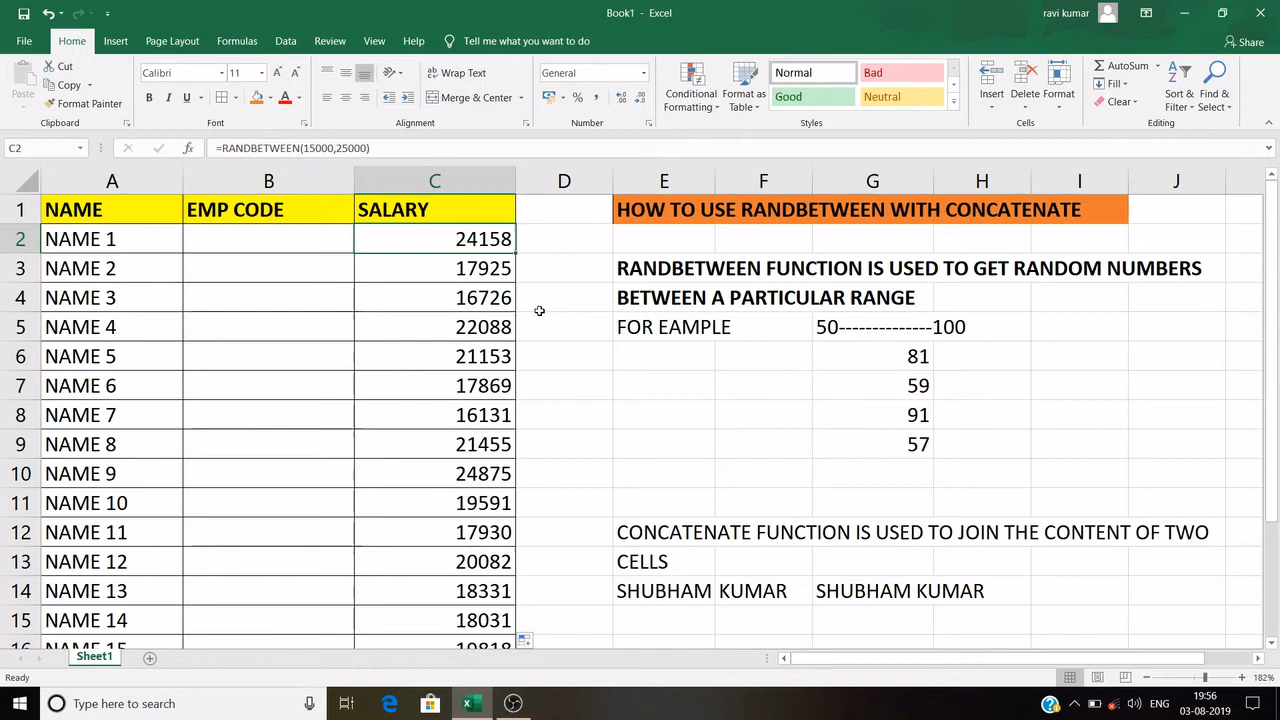 Book1 - Excel
ravi kumar
File Home Insert Page Layout Formulas Data Review View Help Tell me what you want to do Share
Paste
Cut
Copy
Format Painter
Clipboard
Calibri 11
B I U
Font
Wrap Text
Merge & Center
Alignment
General
%
Number
Conditional Formatting
Format as Table
Normal Bad
Good Neutral
Styles
Insert Delete Format
Cells
AutoSum
Fill
Clear
Sort & Filter
Find & Select
Editing
C2 fx =RANDBETWEEN(15000,25000)
A B C D E F G H I J
1 NAME EMP CODE SALARY HOW TO USE RANDBETWEEN WITH CONCATENATE
2 NAME 1 24158
3 NAME 2 17925 RANDBETWEEN FUNCTION IS USED TO GET RANDOM NUMBERS
4 NAME 3 16726 BETWEEN A PARTICULAR RANGE
5 NAME 4 22088 FOR EAMPLE 50--------------100
6 NAME 5 21153 81
7 NAME 6 17869 59
8 NAME 7 16131 91
9 NAME 8 21455 57
10 NAME 9 24875
11 NAME 10 19591
12 NAME 11 17930 CONCATENATE FUNCTION IS USED TO JOIN THE CONTENT OF TWO
13 NAME 12 20082 CELLS
14 NAME 13 18331 SHUBHAM KUMAR SHUBHAM KUMAR
15 NAME 14 18031
16 NAME 15 19818
Sheet1
Ready
182%
Type here to search
ENG
19:56
03-08-2019